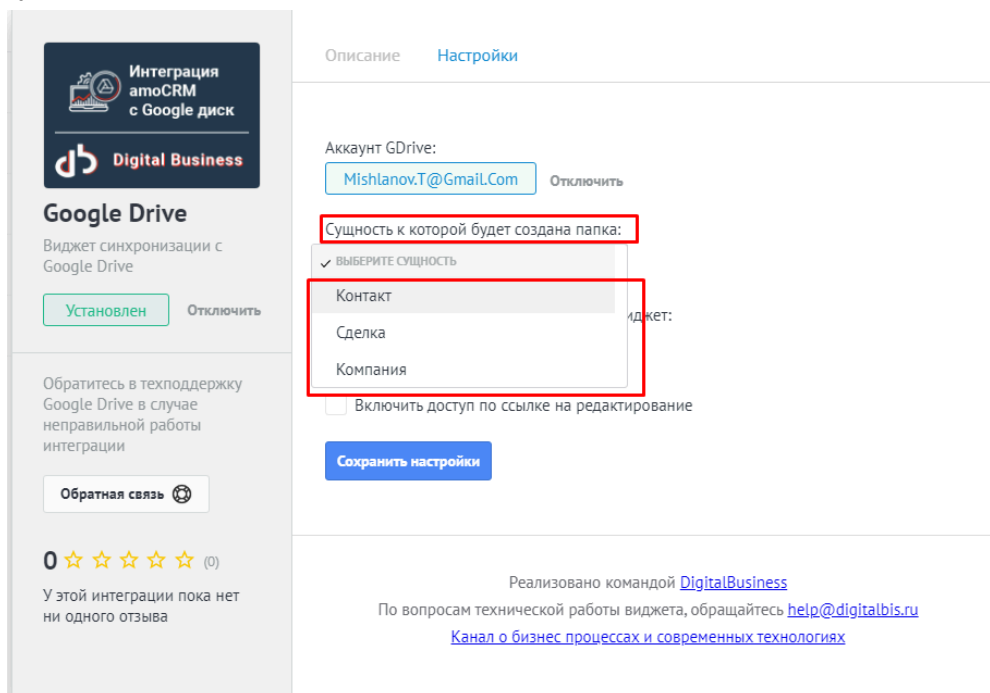 Интеграция
amoCRM
с Google диск
Digital Business
Google Drive
Виджет синхронизации с
Google Drive
Установлен Отключить
Обратитесь в техподдержку
Google Drive в случае
неправильной работы
интеграции
Обратная связь
0 (0)
У этой интеграции пока нет
ни одного отзыва
Описание Настройки
Аккаунт GDrive:
Mishlanov.T@Gmail.Com Отключить
Сущность к которой будет создана папка:
ВЫБЕРИТЕ СУЩНОСТЬ
Контакт
Сделка
Компания
Включить доступ по ссылке на редактирование
Сохранить настройки
Реализовано командой DigitalBusiness
По вопросам технической работы виджета, обращайтесь help@digitalbis.ru
Канал о бизнес процессах и современных технологиях